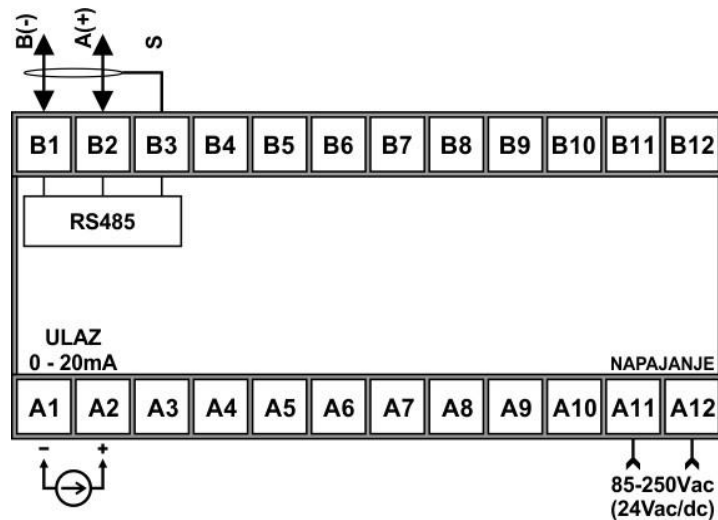 B(-) A(+) S
B1 B2 B3 B4 B5 B6 B7 B8 B9 B10 B11 B12
RS485
ULAZ
0 - 20mA
NAPAJANJE
A1 A2 A3 A4 A5 A6 A7 A8 A9 A10 A11 A12
- +
85-250Vac
(24Vac/dc)